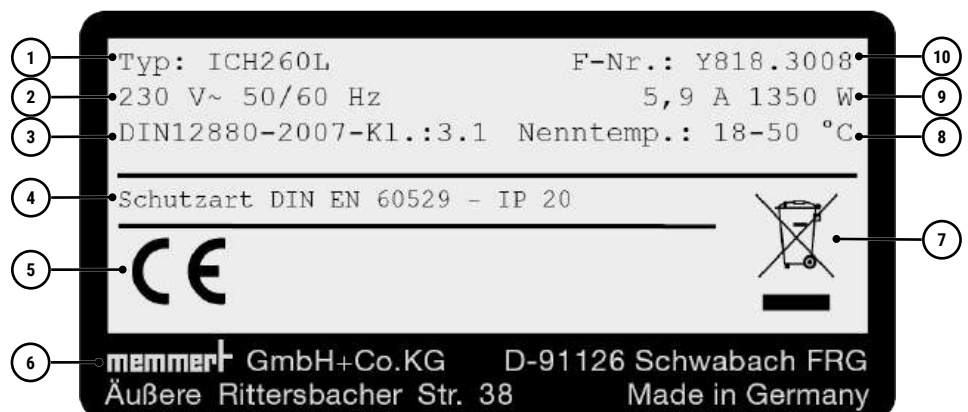 1 Typ: ICH260L F-Nr.: Y818.3008 10
2 230 V~ 50/60 Hz 5,9 A 1350 W 9
3 DIN12880-2007-Kl.:3.1 Nenntemp.: 18-50 °C 8
4 Schutzart DIN EN 60529 - IP 20
7
5 CE
6 memmert GmbH+Co.KG D-91126 Schwabach FRG
Äußere Rittersbacher Str. 38 Made in Germany